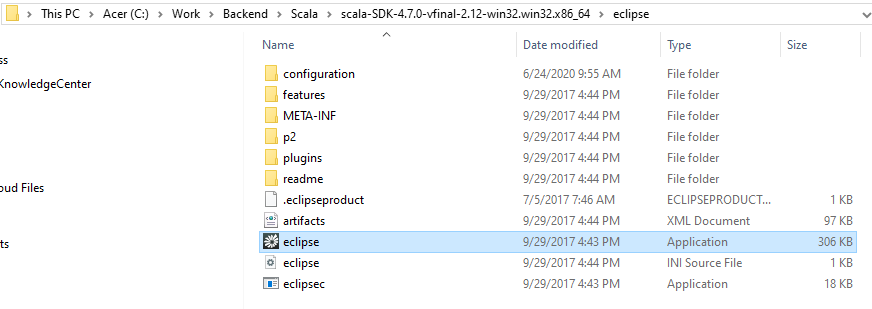 This PC > Acer (C:) > Work > Backend > Scala > scala-SDK-4.7.0-vfinal-2.12-win32.win32.x86_64 > eclipse
Name Date modified Type Size
configuration 6/24/2020 9:55 AM File folder
ss
features 9/29/2017 4:44 PM File folder
KnowledgeCenter
META-INF 9/29/2017 4:44 PM File folder
p2 9/29/2017 4:44 PM File folder
plugins 9/29/2017 4:44 PM File folder
readme 9/29/2017 4:44 PM File folder
oud Files
.eclipseproduct 7/5/2017 7:46 AM ECLIPSEPRODUCT... 1 KB
artifacts 9/29/2017 4:44 PM XML Document 97 KB
ts
eclipse 9/29/2017 4:43 PM Application 306 KB
eclipse 9/29/2017 4:44 PM INI Source File 1 KB
eclipsec 9/29/2017 4:43 PM Application 18 KB